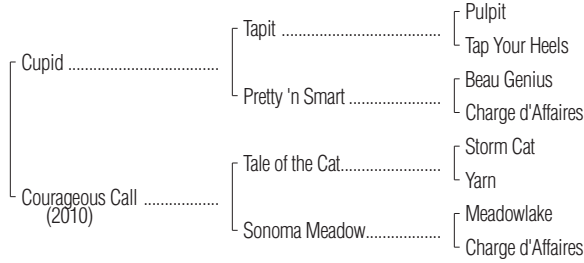 Pulpit
Tapit ...................................
Tap Your Heels
Cupid ..................................
Beau Genius
Pretty 'n Smart .....................
Charge d'Affaires
Storm Cat
Tale of the Cat......................
Yarn
Courageous Call .................
(2010)
Meadowlake
Sonoma Meadow.................
Charge d'Affaires